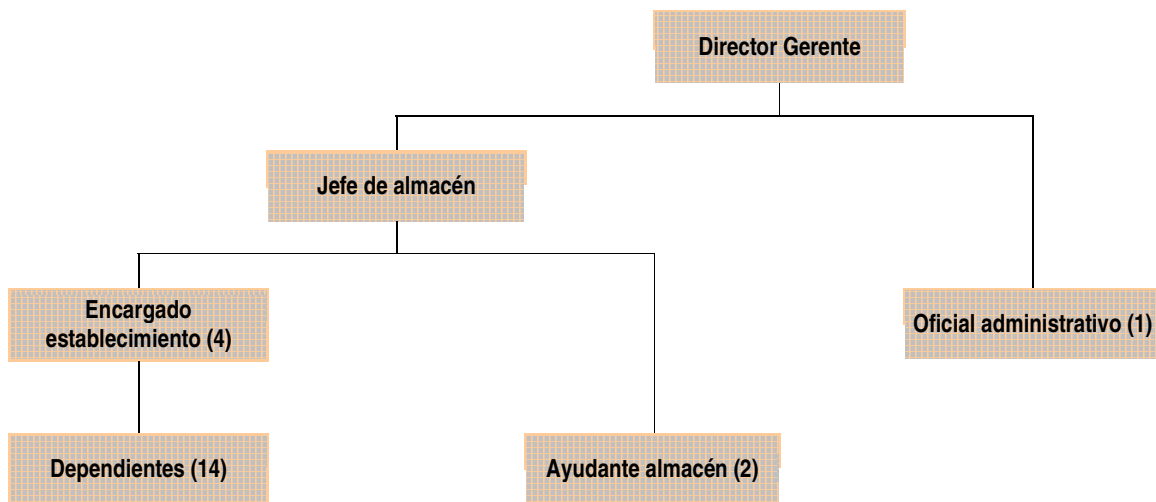 Director Gerente
Jefe de almacén
Encargado
establecimiento (4)
Oficial administrativo (1)
Dependientes (14)
Ayudante almacén (2)